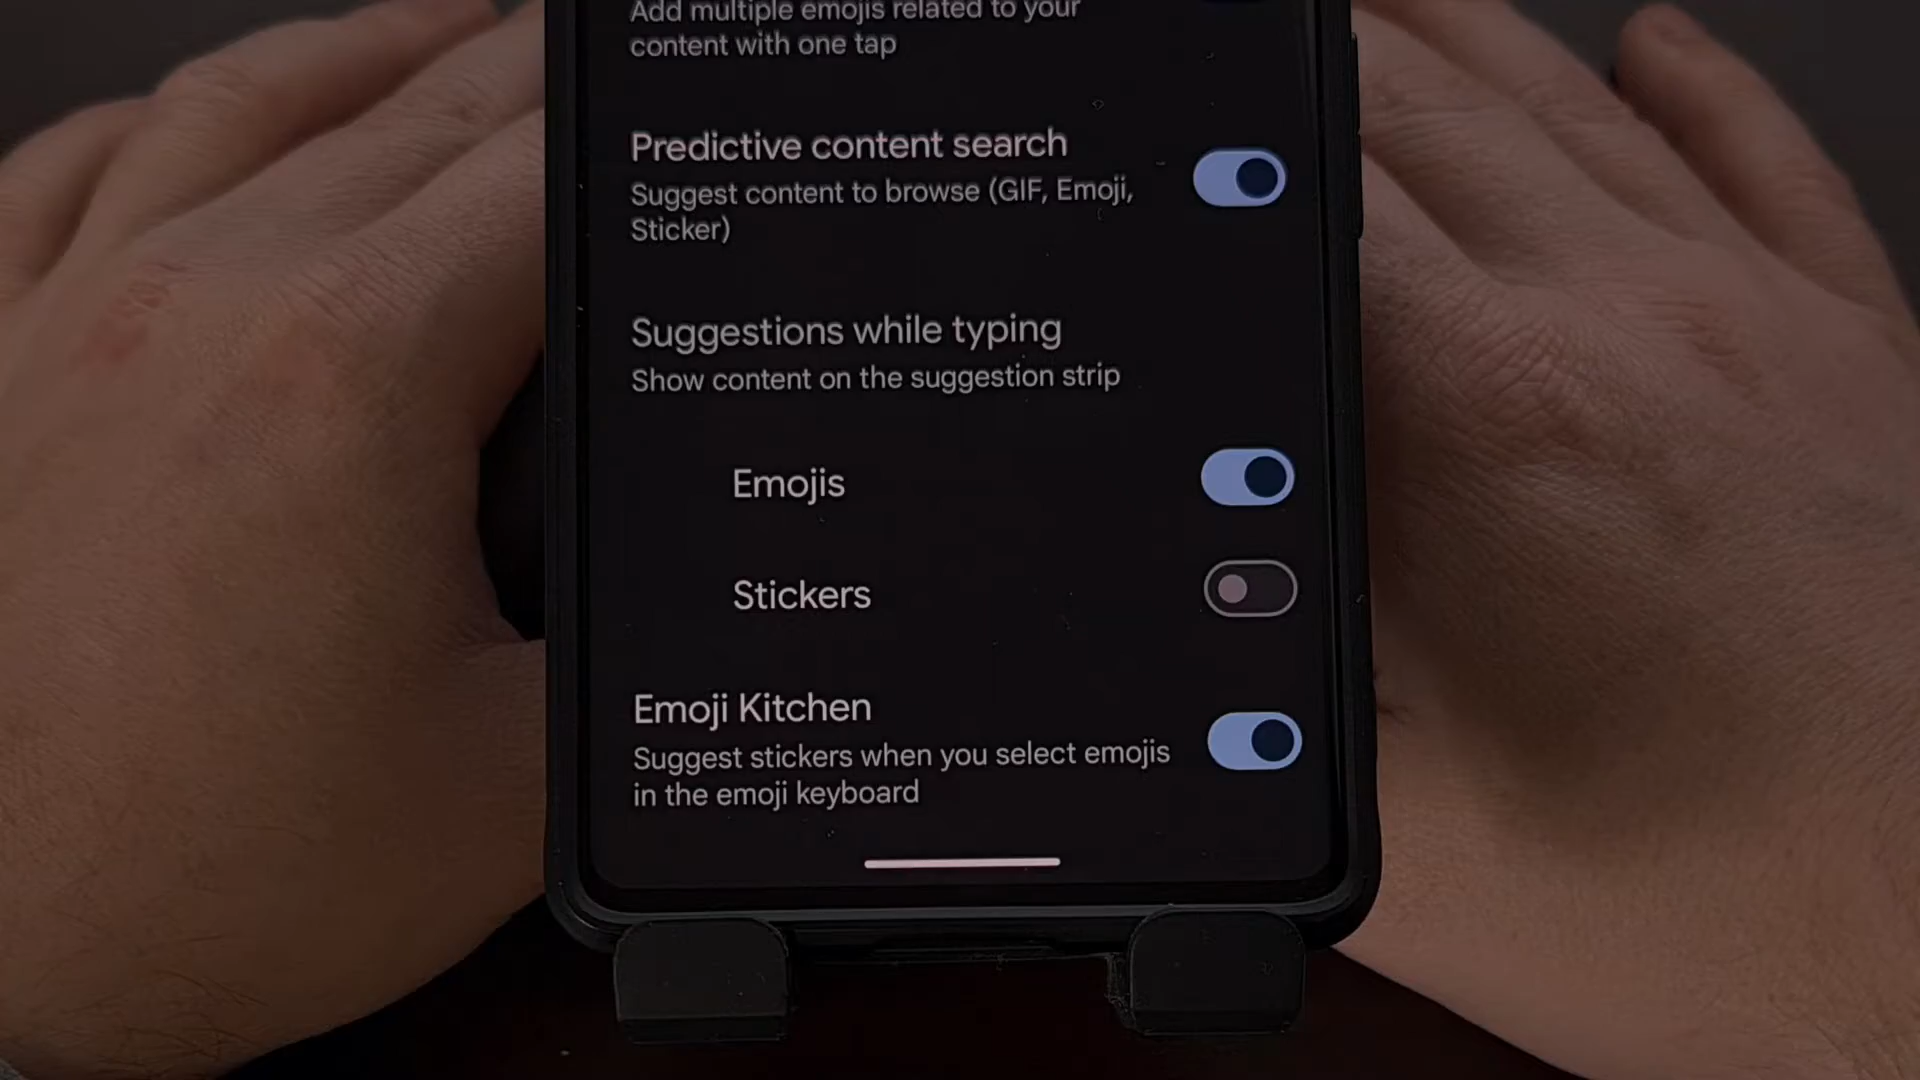 Add multiple emojis related to your
content with one tap
Predictive content search
Suggest content to browse (GIF, Emoji,
Sticker)
Suggestions while typing
Show content on the suggestion strip
Emojis
Stickers
Emoji Kitchen
Suggest stickers when you select emojis
in the emoji keyboard